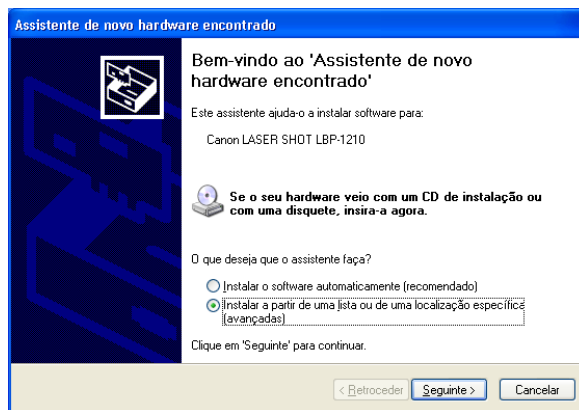 Assistente de novo hardware encontrado
Bem-vindo ao 'Assistente de novo
hardware encontrado'
Este assistente ajuda-o a instalar software para:
Canon LASER SHOT LBP-1210
Se o seu hardware veio com um CD de instalação ou
com uma disquete, insira-a agora.
O que deseja que o assistente faça?
Instalar o software automaticamente (recomendado)
Instalar a partir de uma lista ou de uma localização específica
(avançadas)
Clique em 'Seguinte' para continuar.
< Retroceder Seguinte > Cancelar